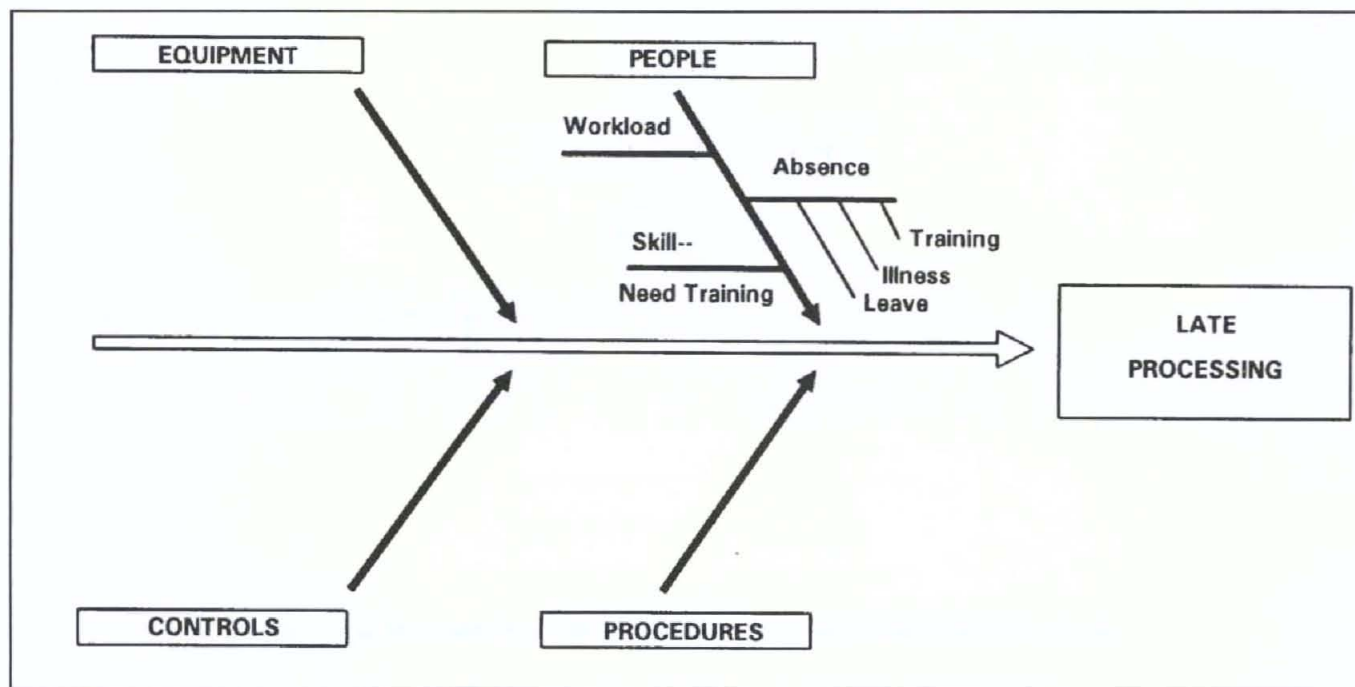 EQUIPMENT
PEOPLE
Workload
Absence
Training
Skill--
Illness
Need Training
Leave
LATE
PROCESSING
CONTROLS
PROCEDURES